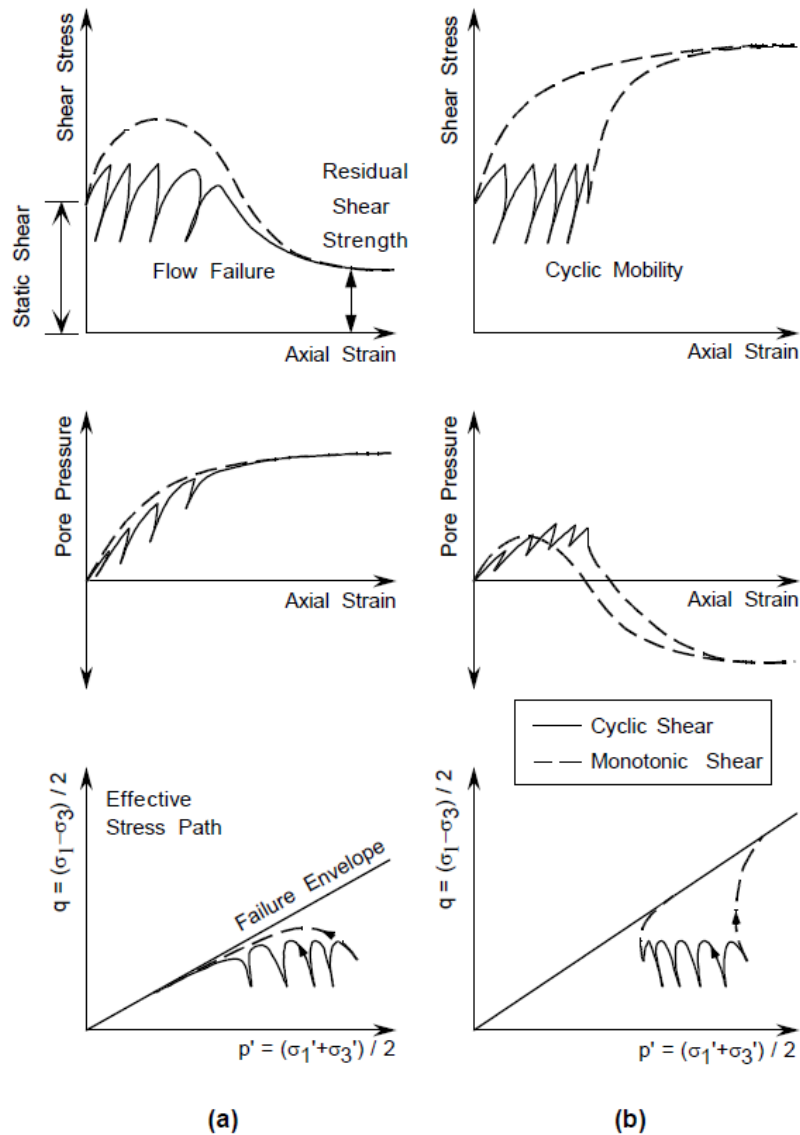 Shear Stress
Static Shear
Residual
Shear
Strength
Flow Failure
Axial Strain
Shear Stress
Cyclic Mobility
Axial Strain
Pore Pressure
Axial Strain
Pore Pressure
Axial Strain
Cyclic Shear
Monotonic Shear
q = (σ₁−σ₃) / 2
Effective
Stress Path
Failure Envelope
p' = (σ₁'+σ₃') / 2
q = (σ₁−σ₃) / 2
p' = (σ₁'+σ₃') / 2
(a)
(b)